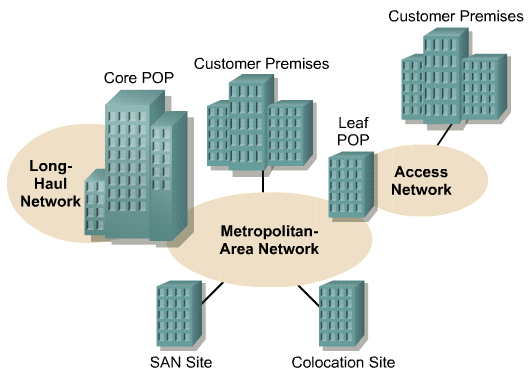 Customer Premises
Customer Premises
Core POP
Leaf
POP
Long-
Haul
Network
Access
Network
Metropolitan-
Area Network
SAN Site
Colocation Site